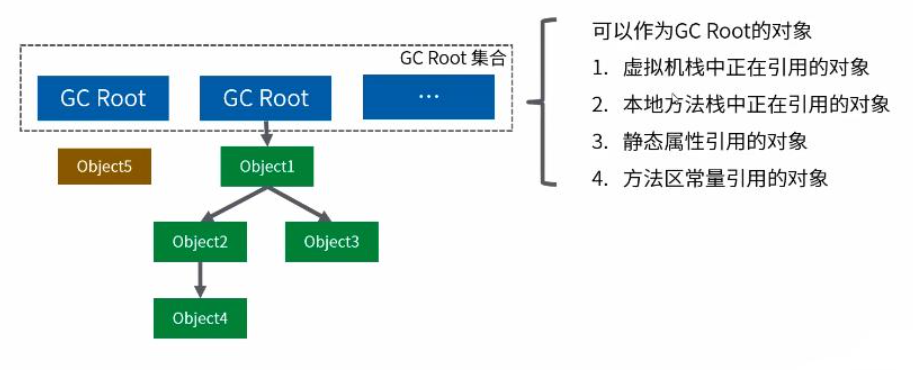 可以作为GC Root的对象
GC Root 集合
1. 虚拟机栈中正在引用的对象
GC Root
GC Root
...
2. 本地方法栈中正在引用的对象
3. 静态属性引用的对象
Object5
Object1
4. 方法区常量引用的对象
Object2
Object3
Object4